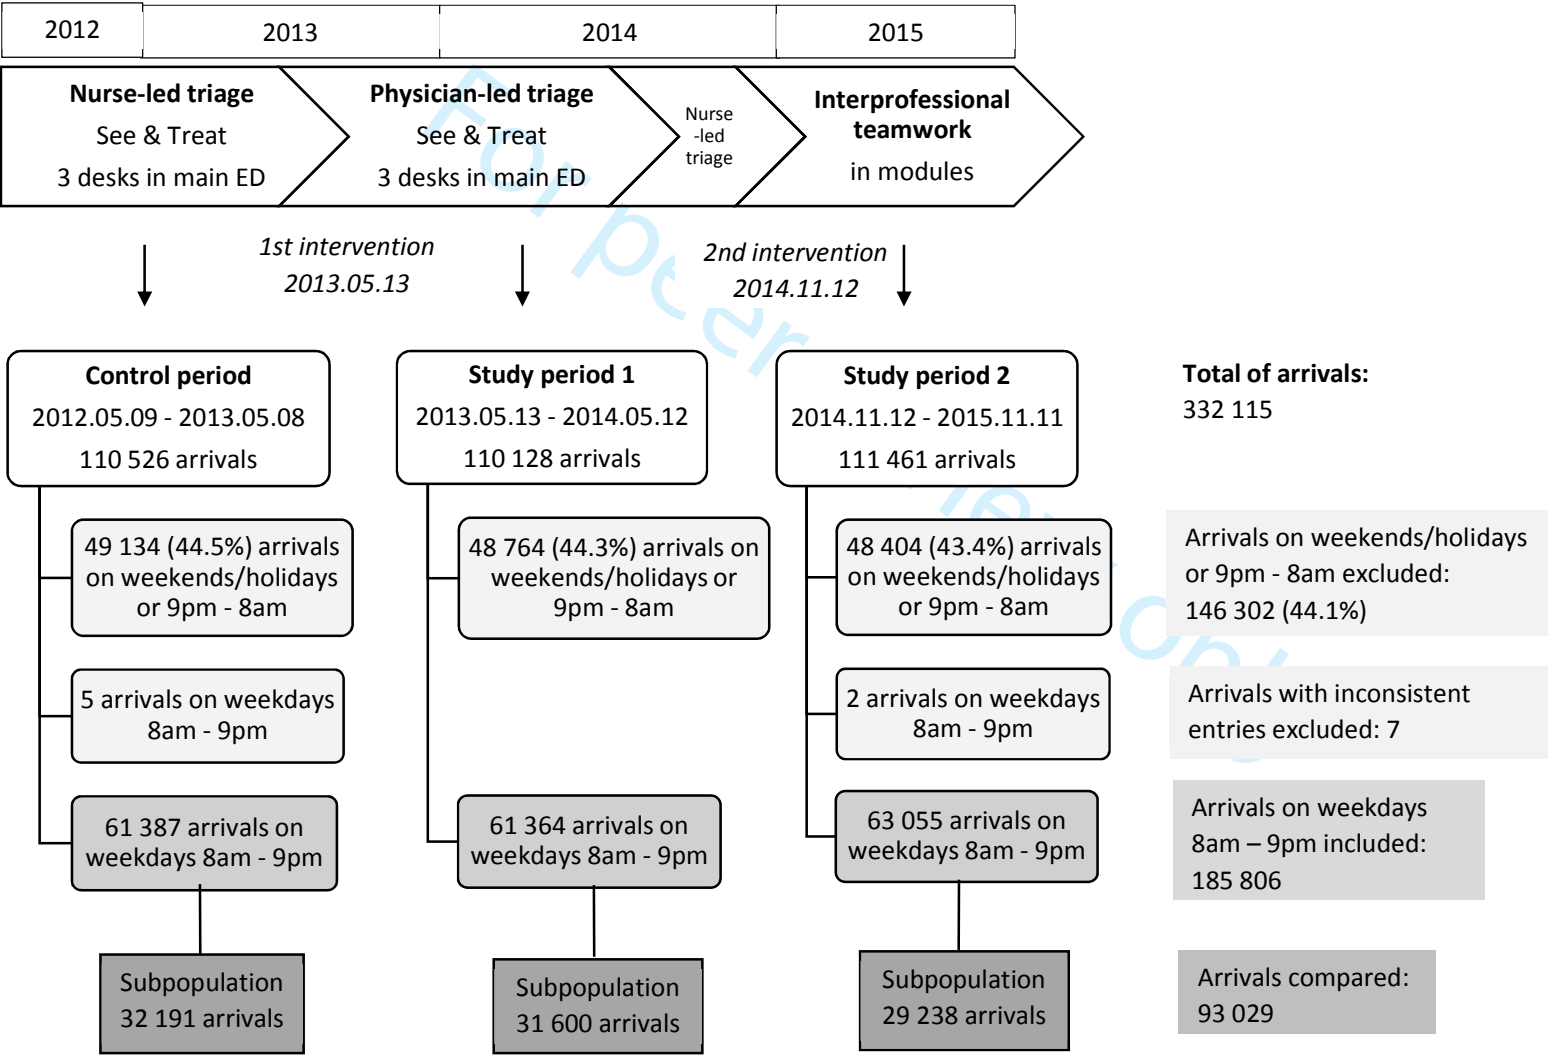 2012
2013
2014
2015
Nurse-led triage
See & Treat
3 desks in main ED
Physician-led triage
See & Treat
3 desks in main ED
Nurse
-led
triage
Interprofessional
teamwork
in modules
1st intervention
2013.05.13
2nd intervention
2014.11.12
Control period
2012.05.09 - 2013.05.08
110 526 arrivals
Study period 1
2013.05.13 - 2014.05.12
110 128 arrivals
Study period 2
2014.11.12 - 2015.11.11
111 461 arrivals
Total of arrivals:
332 115
49 134 (44.5%) arrivals
on weekends/holidays
or 9pm - 8am
48 764 (44.3%) arrivals on
weekends/holidays or
9pm - 8am
48 404 (43.4%) arrivals
on weekends/holidays
or 9pm - 8am
Arrivals on weekends/holidays
or 9pm - 8am excluded:
146 302 (44.1%)
5 arrivals on weekdays
8am - 9pm
2 arrivals on weekdays
8am - 9pm
Arrivals with inconsistent
entries excluded: 7
61 387 arrivals on
weekdays 8am - 9pm
61 364 arrivals on
weekdays 8am - 9pm
63 055 arrivals on
weekdays 8am - 9pm
Arrivals on weekdays
8am – 9pm included:
185 806
Subpopulation
32 191 arrivals
Subpopulation
31 600 arrivals
Subpopulation
29 238 arrivals
Arrivals compared:
93 029
For peer